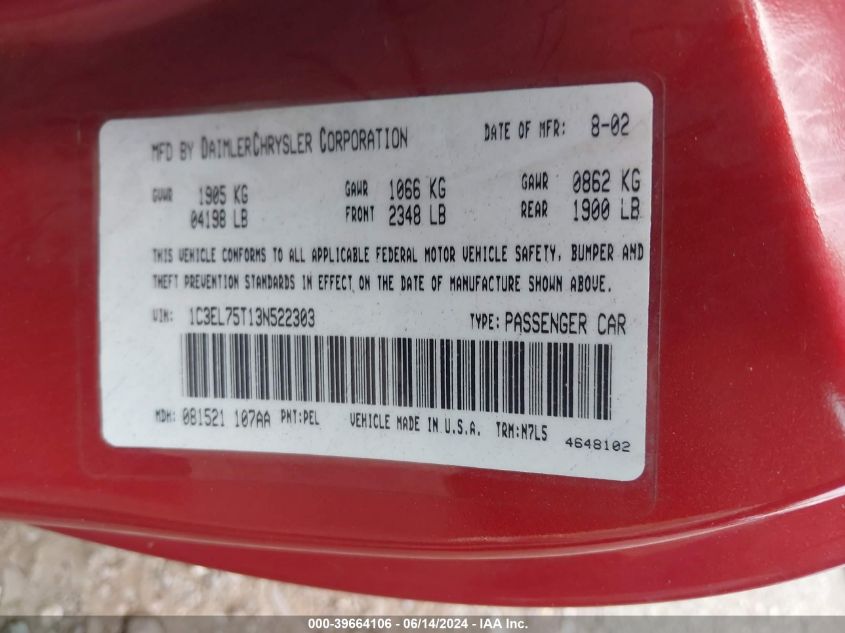 MFD BY DAIMLERCHRYSLER CORPORATION DATE OF MFR: 8-02
GVWR 1905 KG GAWR 1066 KG GAWR 0862 KG
04198 LB FRONT 2348 LB REAR 1900 LB
THIS VEHICLE CONFORMS TO ALL APPLICABLE FEDERAL MOTOR VEHICLE SAFETY, BUMPER AND
THEFT PREVENTION STANDARDS IN EFFECT ON THE DATE OF MANUFACTURE SHOWN ABOVE.
VIN: 1C3EL75T13N522303 TYPE: PASSENGER CAR
MDH: 081521 107AA PNT:PEL VEHICLE MADE IN U.S.A. TRM:N7L5
4648102
000-39664106 - 06/14/2024 - IAA Inc.